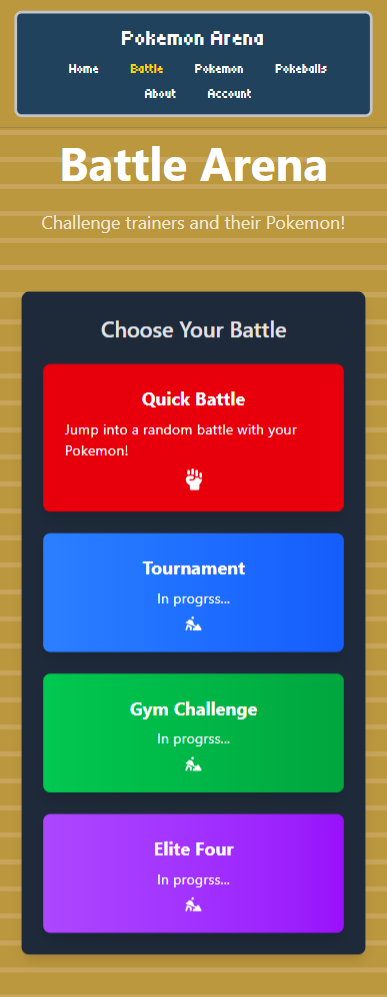 Pokemon Arena
Home Battle Pokemon Pokeballs
About Account
Battle Arena
Challenge trainers and their Pokemon!
Choose Your Battle
Quick Battle
Jump into a random battle with your
Pokemon!
Tournament
In progrss...
Gym Challenge
In progrss...
Elite Four
In progrss...